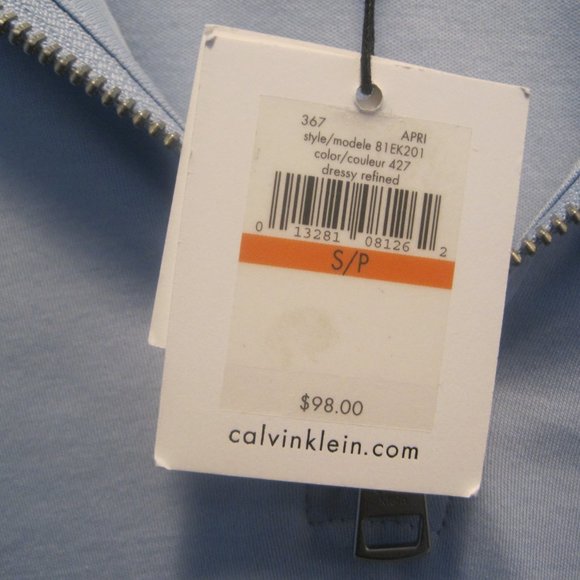 367 APRI
style/modele 81EK201
color/couleur 427
dressy refined
0 13281 08126 2
S/P
$98.00
calvinklein.com